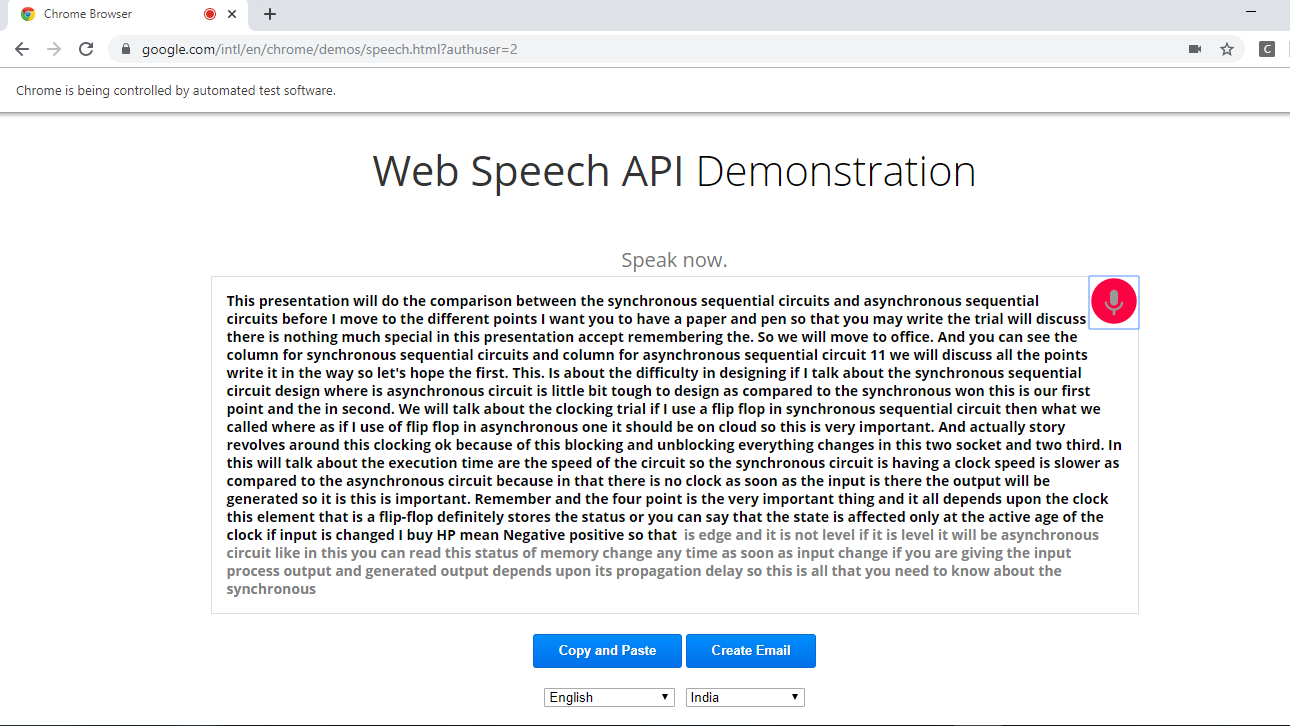 Chrome Browser
google.com/intl/en/chrome/demos/speech.html?authuser=2
C
Chrome is being controlled by automated test software.
Web Speech API Demonstration
Speak now.
This presentation will do the comparison between the synchronous sequential circuits and asynchronous sequential
circuits before I move to the different points I want you to have a paper and pen so that you may write the trial will discuss
there is nothing much special in this presentation accept remembering the. So we will move to office. And you can see the
column for synchronous sequential circuits and column for asynchronous sequential circuit 11 we will discuss all the points
write it in the way so let's hope the first. This. Is about the difficulty in designing if I talk about the synchronous sequential
circuit design where is asynchronous circuit is little bit tough to design as compared to the synchronous won this is our first
point and the in second. We will talk about the clocking trial if I use a flip flop in synchronous sequential circuit then what we
called where as if I use of flip flop in asynchronous one it should be on cloud so this is very important. And actually story
revolves around this clocking ok because of this blocking and unblocking everything changes in this two socket and two third. In
this will talk about the execution time are the speed of the circuit so the synchronous circuit is having a clock speed is slower as
compared to the asynchronous circuit because in that there is no clock as soon as the input is there the output will be
generated so it is this is important. Remember and the four point is the very important thing and it all depends upon the clock
this element that is a flip-flop definitely stores the status or you can say that the state is affected only at the active age of the
clock if input is changed I buy HP mean Negative positive so that is edge and it is not level if it is level it will be asynchronous
circuit like in this you can read this status of memory change any time as soon as input change if you are giving the input
process output and generated output depends upon its propagation delay so this is all that you need to know about the
synchronous
Copy and Paste
Create Email
English
India